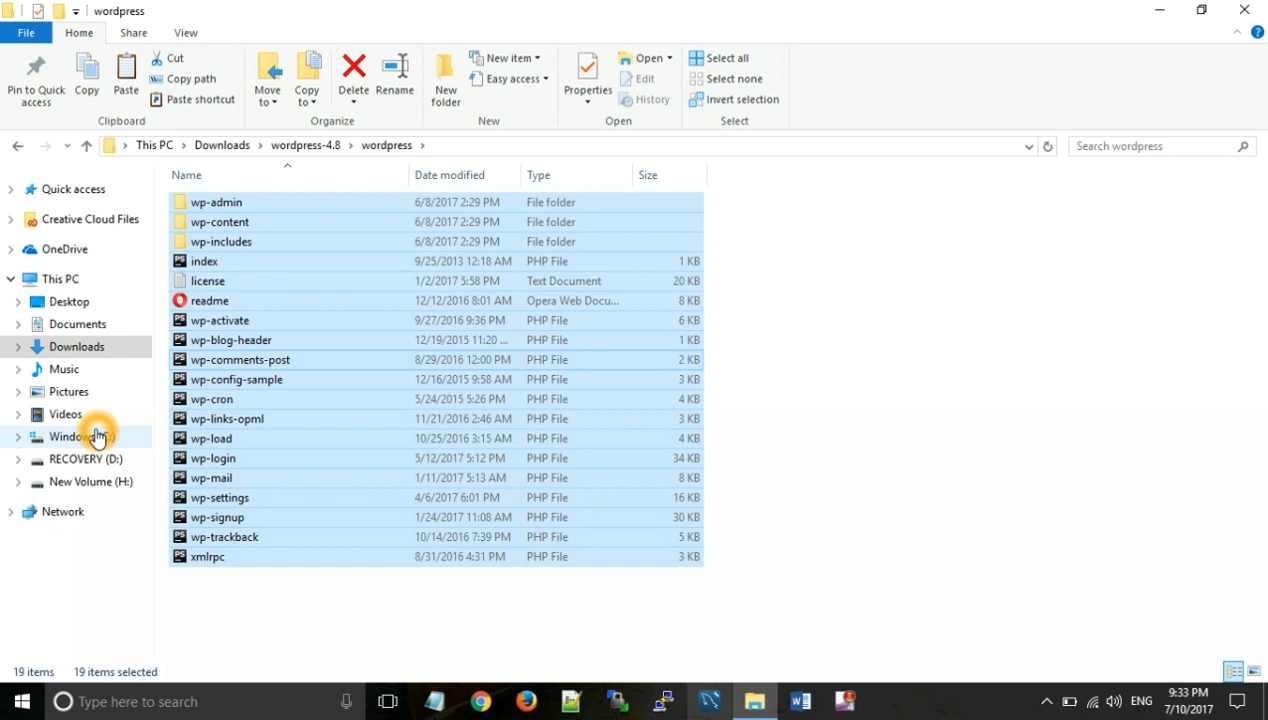 wordpress
File Home Share View
Pin to Quick access
Copy
Paste
Cut
Copy path
Paste shortcut
Clipboard
Move to
Copy to
Delete
Rename
Organize
New folder
New item
Easy access
New
Properties
Open
Edit
History
Open
Select all
Select none
Invert selection
Select
This PC > Downloads > wordpress-4.8 > wordpress >
Search wordpress
Quick access
Creative Cloud Files
OneDrive
This PC
Desktop
Documents
Downloads
Music
Pictures
Videos
RECOVERY (D:)
New Volume (H:)
Network
Name Date modified Type Size
wp-admin 6/8/2017 2:29 PM File folder
wp-content 6/8/2017 2:29 PM File folder
wp-includes 6/8/2017 2:29 PM File folder
index 9/25/2013 12:18 AM PHP File 1 KB
license 1/2/2017 5:58 PM Text Document 20 KB
readme 12/12/2016 8:01 AM Opera Web Docu... 8 KB
wp-activate 9/27/2016 9:36 PM PHP File 6 KB
wp-blog-header 12/19/2015 11:20 ... PHP File 1 KB
wp-comments-post 8/29/2016 12:00 PM PHP File 2 KB
wp-config-sample 12/16/2015 9:58 AM PHP File 3 KB
wp-cron 5/24/2015 5:26 PM PHP File 4 KB
wp-links-opml 11/21/2016 2:46 AM PHP File 3 KB
wp-load 10/25/2016 3:15 AM PHP File 4 KB
wp-login 5/12/2017 5:12 PM PHP File 34 KB
wp-mail 1/11/2017 5:13 AM PHP File 8 KB
wp-settings 4/6/2017 6:01 PM PHP File 16 KB
wp-signup 1/24/2017 11:08 AM PHP File 30 KB
wp-trackback 10/14/2016 7:39 PM PHP File 5 KB
xmlrpc 8/31/2016 4:31 PM PHP File 3 KB
19 items 19 items selected
Type here to search
ENG
9:33 PM
7/10/2017